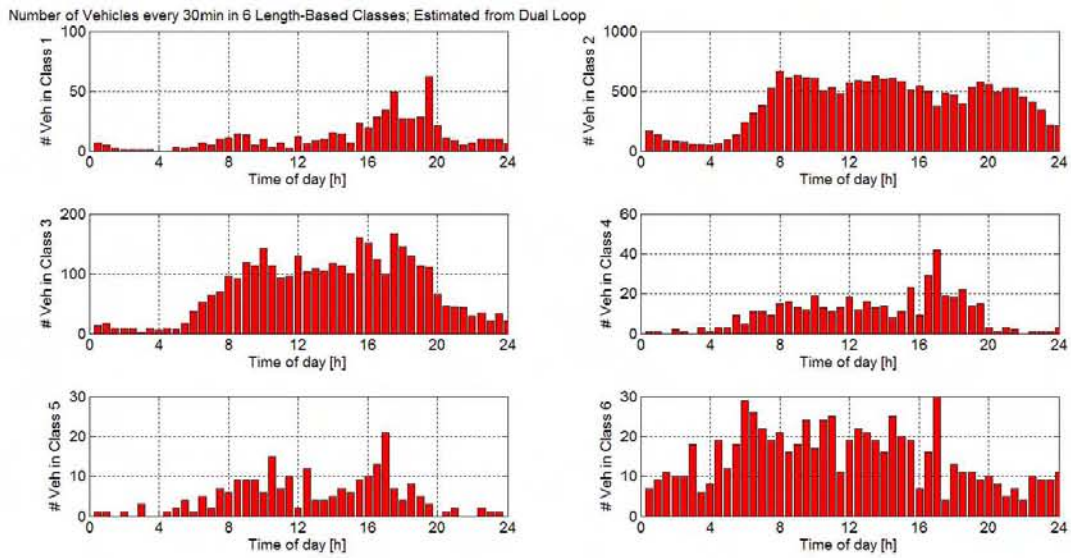 Number of Vehicles every 30min in 6 Length-Based Classes; Estimated from Dual Loop
# Veh in Class 1
100
50
0
0 4 8 12 16 20 24
Time of day [h]
# Veh in Class 2
1000
500
0
0 4 8 12 16 20 24
Time of day [h]
# Veh in Class 3
200
100
0
0 4 8 12 16 20 24
Time of day [h]
# Veh in Class 4
60
40
20
0
0 4 8 12 16 20 24
Time of day [h]
# Veh in Class 5
30
20
10
0
0 4 8 12 16 20 24
Time of day [h]
# Veh in Class 6
30
20
10
0
0 4 8 12 16 20 24
Time of day [h]